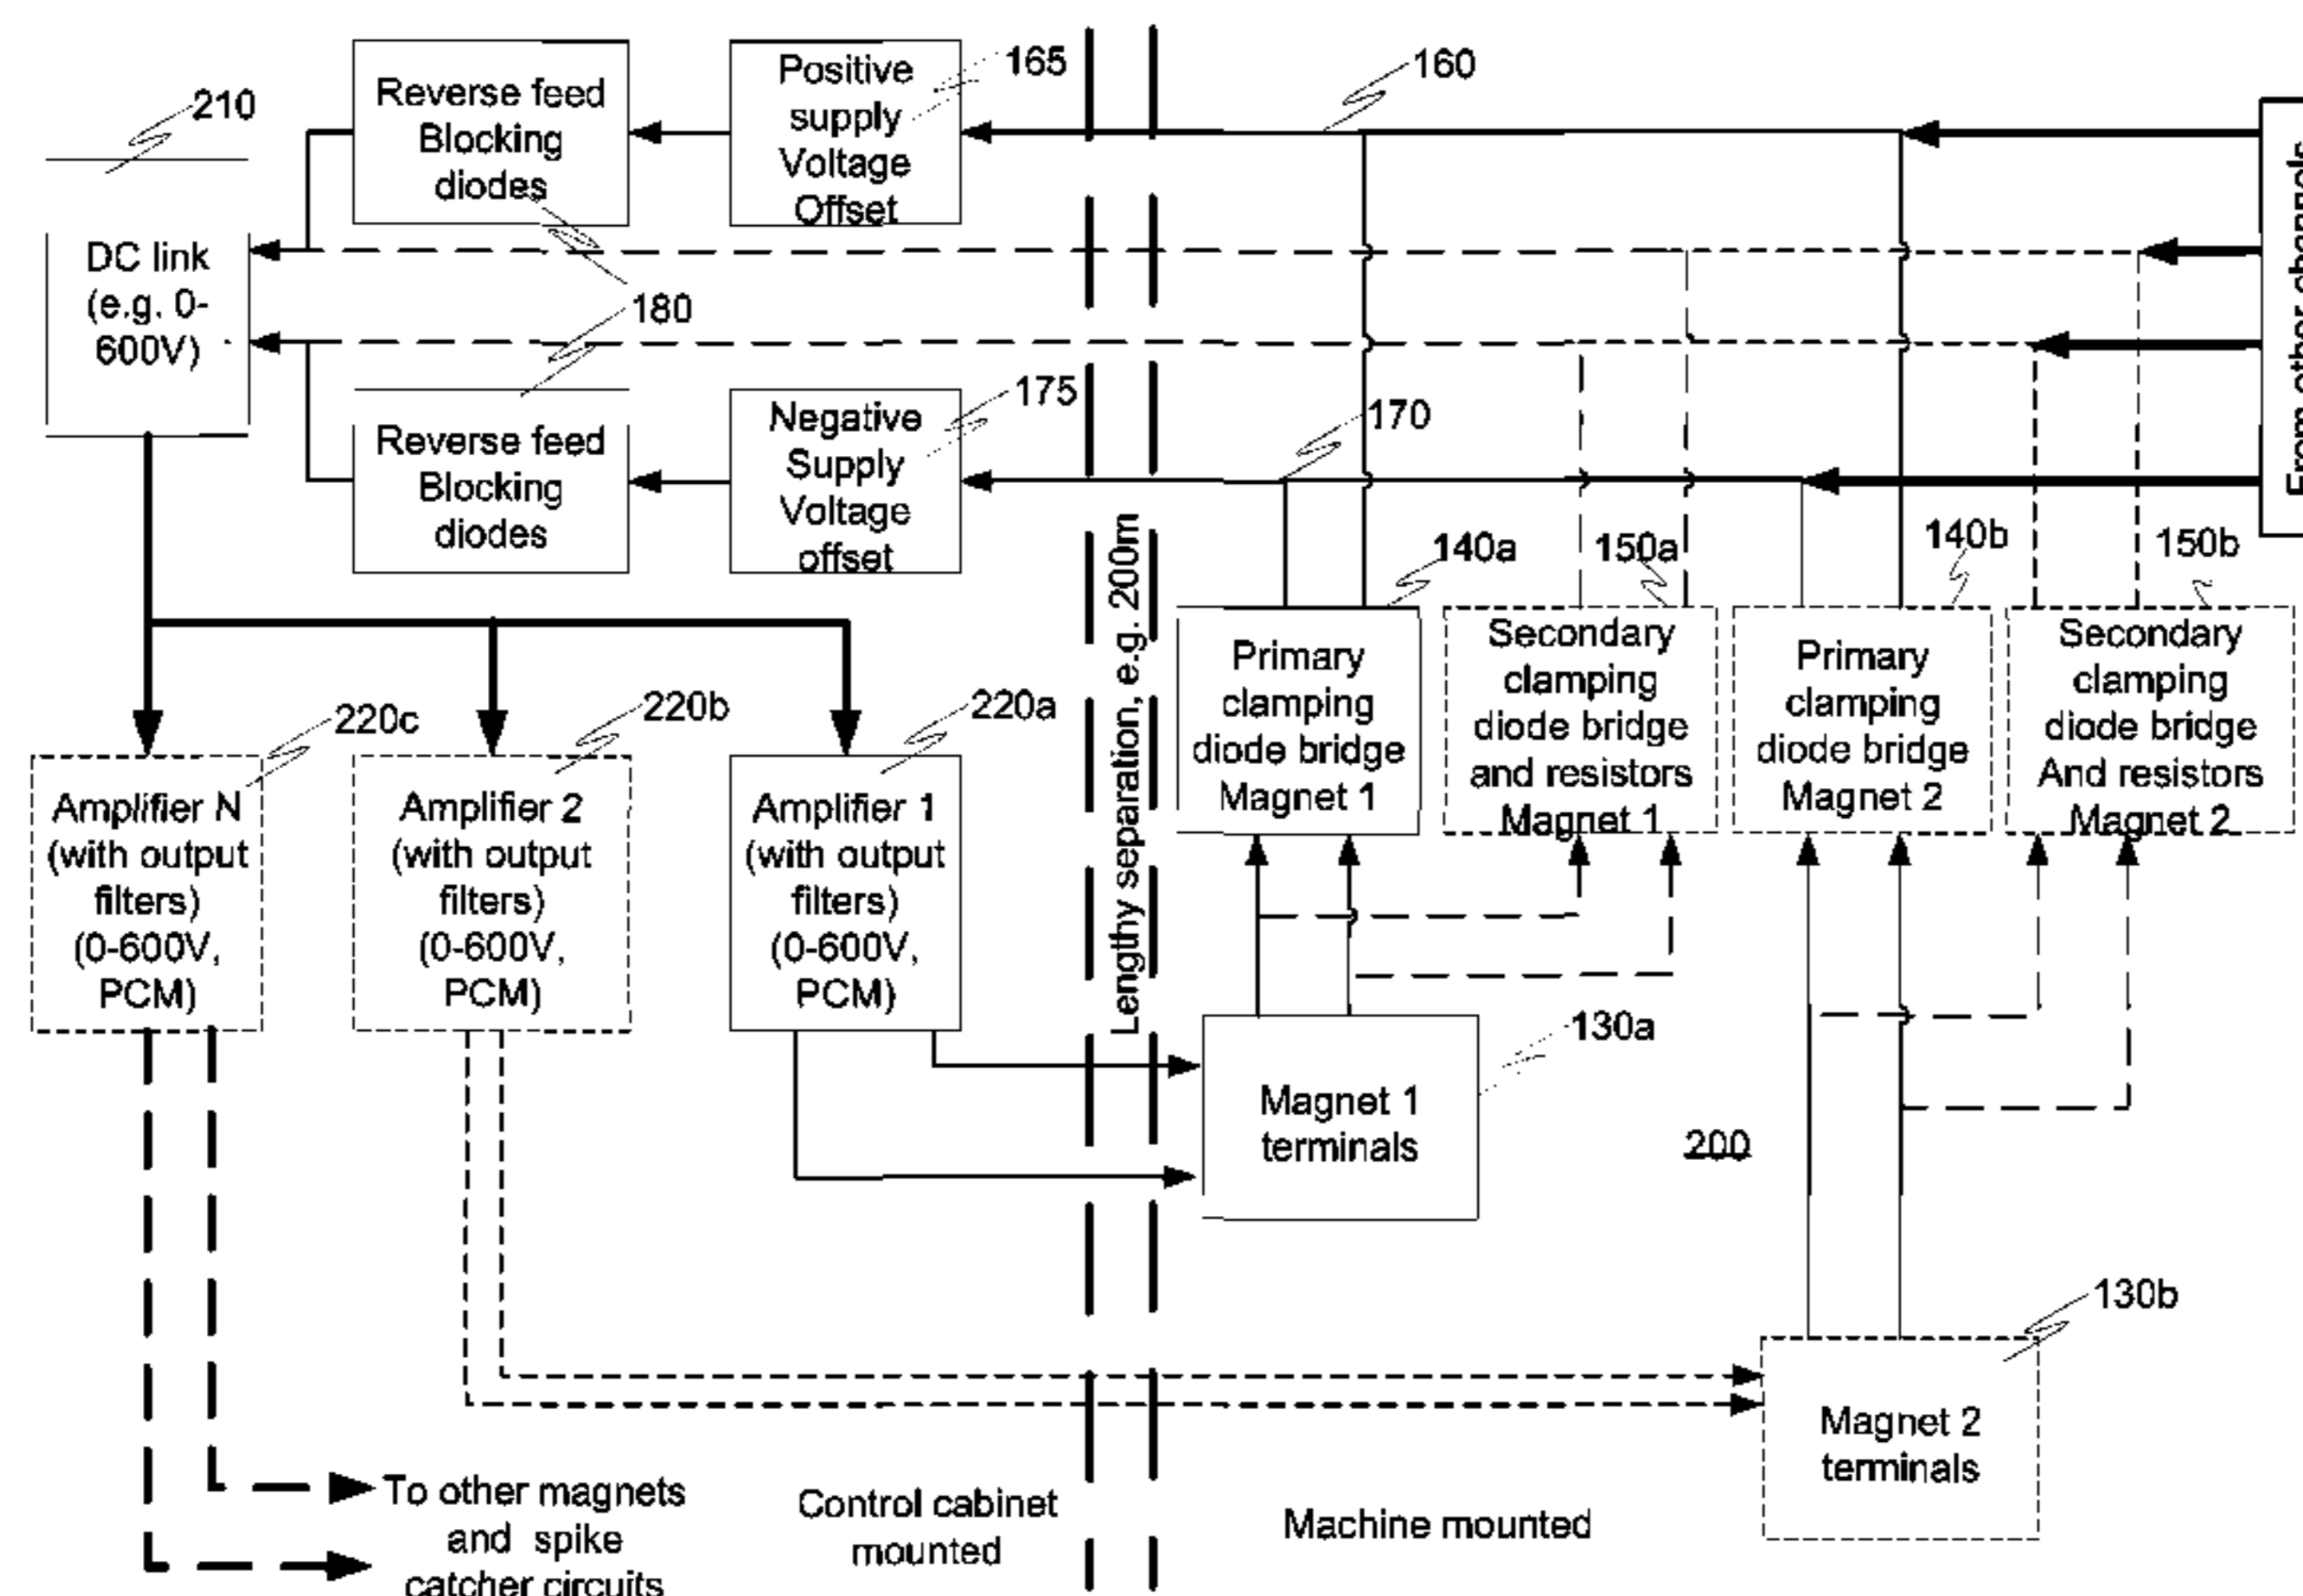 210
Reverse feed
Blocking
diodes
Positive
supply
Voltage
Offset
165
160
DC link
(e.g. 0-
600V)
180
Reverse feed
Blocking
diodes
Negative
Supply
Voltage
offset
175
170
From other channels
Lengthy separation, e.g. 200m
140a
150a
140b
150b
Primary
clamping
diode bridge
Magnet 1
Secondary
clamping
diode bridge
and resistors
Magnet 1
Primary
clamping
diode bridge
Magnet 2
Secondary
clamping
diode bridge
And resistors
Magnet 2
220c
220b
220a
Amplifier N
(with output
filters)
(0-600V,
PCM)
Amplifier 2
(with output
filters)
(0-600V,
PCM)
Amplifier 1
(with output
filters)
(0-600V,
PCM)
130a
Magnet 1
terminals
200
130b
Magnet 2
terminals
To other magnets
and spike
catcher circuits
Control cabinet
mounted
Machine mounted